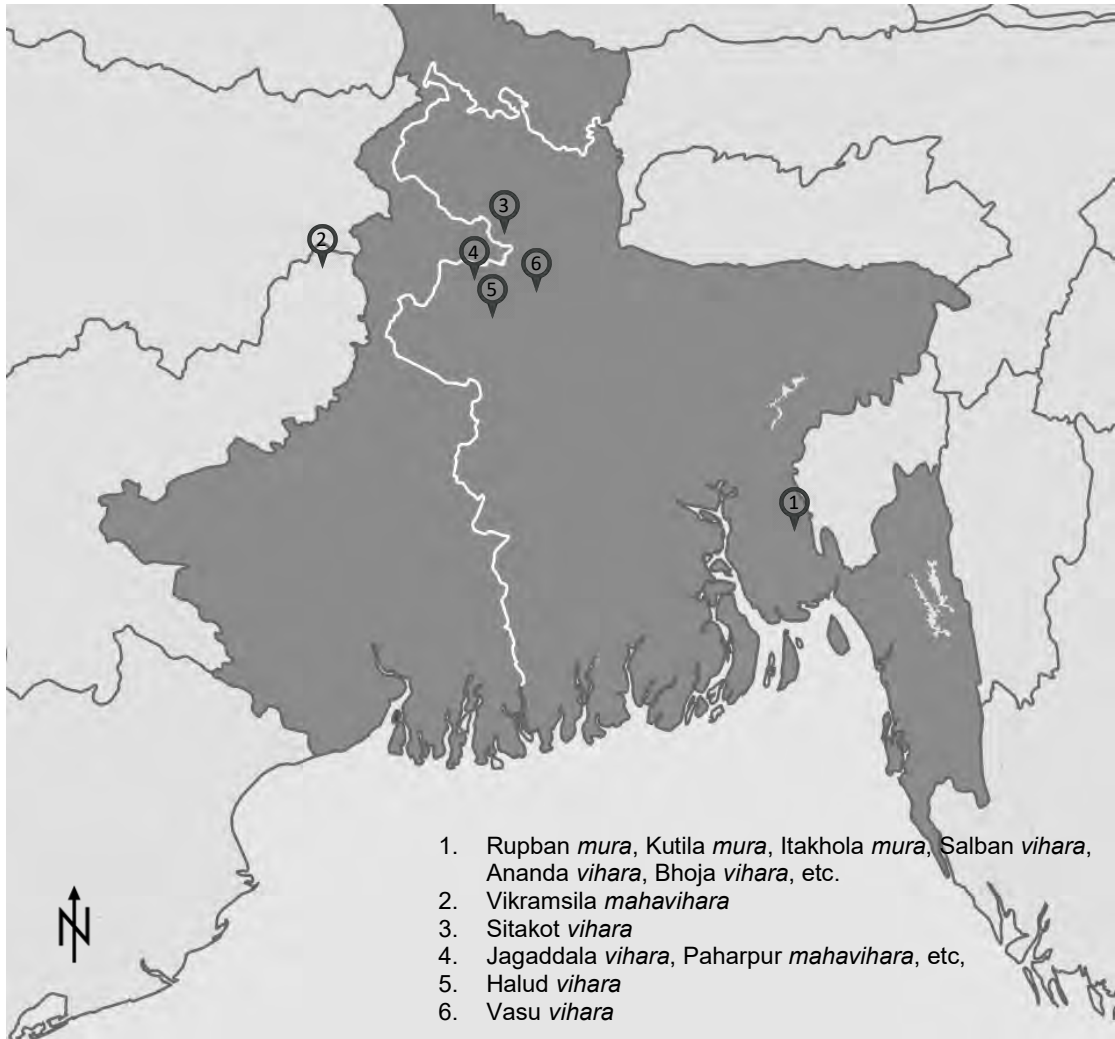 3
2
4
6
5
1
N
1. Rupban mura, Kutila mura, Itakhola mura, Salban vihara,
Ananda vihara, Bhoja vihara, etc.
2. Vikramsila mahavihara
3. Sitakot vihara
4. Jagaddala vihara, Paharpur mahavihara, etc,
5. Halud vihara
6. Vasu vihara